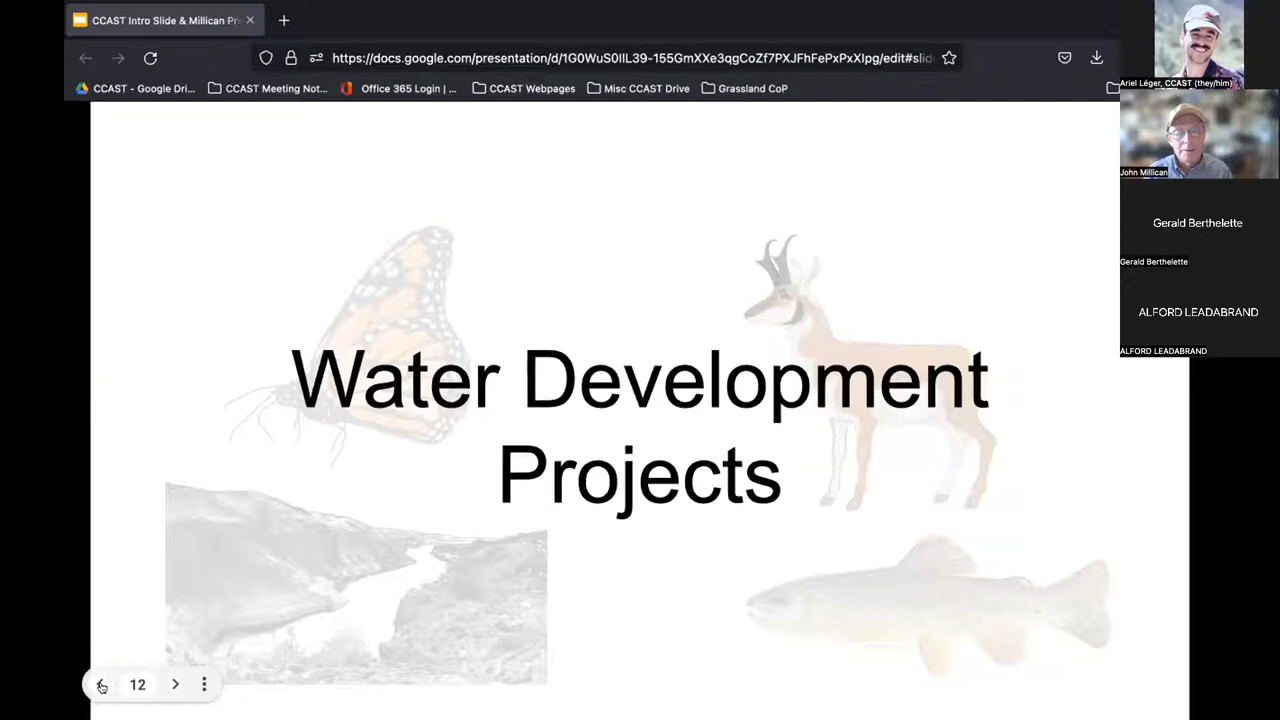 CCAST Intro Slide & Millican Pre
https://docs.google.com/presentation/d/1G0WuS0IIL39-155GmXXe3qgCoZf7PXJFhFePxPxXIpg/edit#slid
CCAST - Google Dri...
CCAST Meeting Not...
Office 365 Login | ...
CCAST Webpages
Misc CCAST Drive
Grassland CoP
Ariel Léger, CCAST (they/him)
John Millican
Gerald Berthelette
Gerald Berthelette
ALFORD LEADABRAND
ALFORD LEADABRAND
Water Development
Projects
12